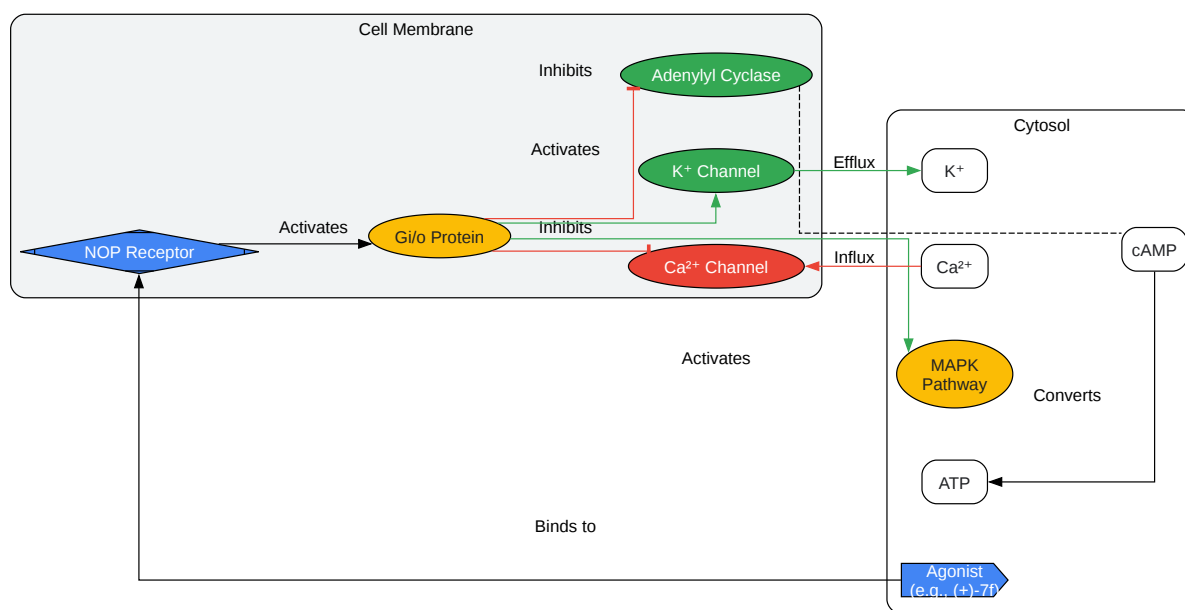 Cell Membrane
Inhibits
Adenylyl Cyclase
Cytosol
Activates
K⁺ Channel
Efflux
K⁺
Activates
NOP Receptor
Gi/o Protein
Inhibits
Ca²⁺ Channel
Influx
Ca²⁺
cAMP
Activates
MAPK
Pathway
Converts
ATP
Binds to
Agonist
(e.g., (+)-7f)